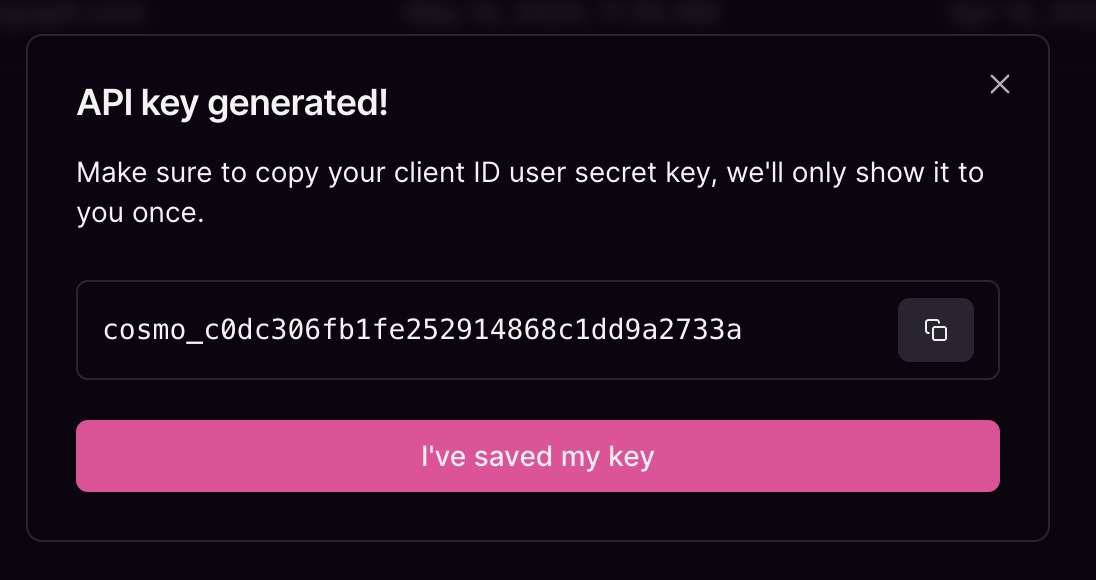 API key generated!
Make sure to copy your client ID user secret key, we'll only show it to
you once.
cosmo_c0dc306fb1fe252914868c1dd9a2733a
I've saved my key